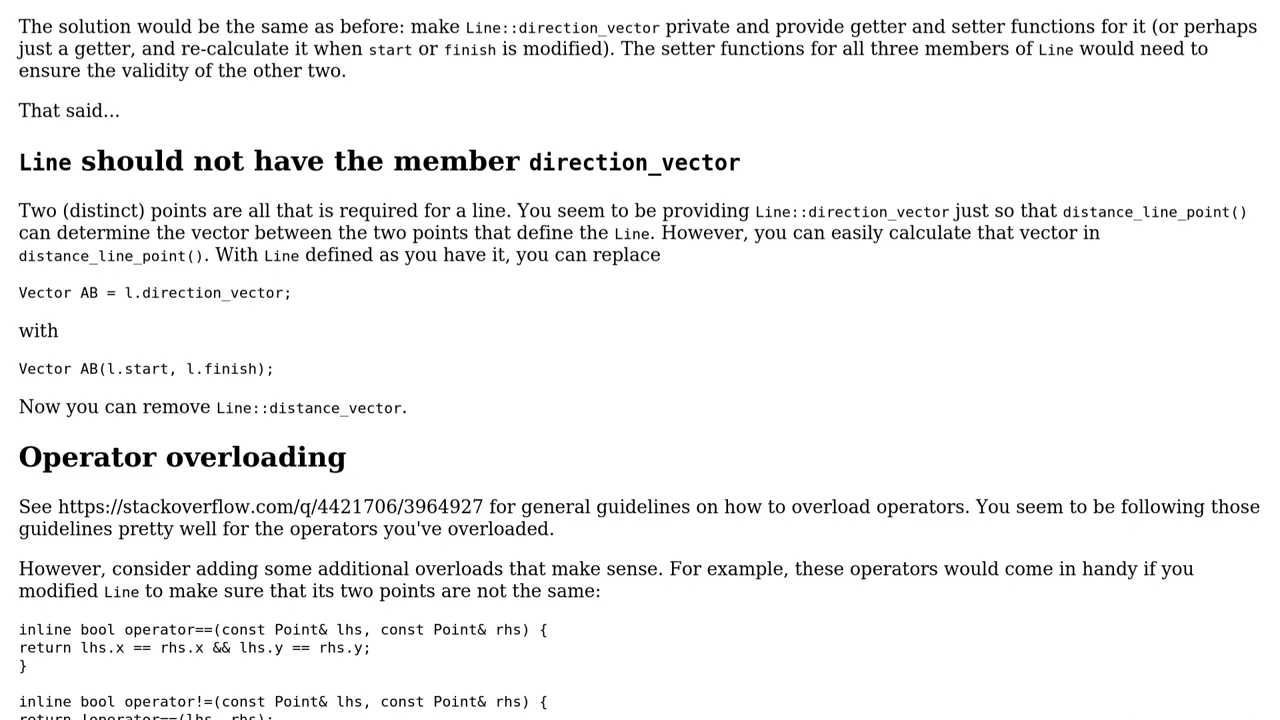 The solution would be the same as before: make Line::direction_vector private and provide getter and setter functions for it (or perhaps
just a getter, and re-calculate it when start or finish is modified). The setter functions for all three members of Line would need to
ensure the validity of the other two.
That said...
Line should not have the member direction_vector
Two (distinct) points are all that is required for a line. You seem to be providing Line::direction_vector just so that distance_line_point()
can determine the vector between the two points that define the Line. However, you can easily calculate that vector in
distance_line_point(). With Line defined as you have it, you can replace
Vector AB = l.direction_vector;
with
Vector AB(l.start, l.finish);
Now you can remove Line::distance_vector.
Operator overloading
See https://stackoverflow.com/q/4421706/3964927 for general guidelines on how to overload operators. You seem to be following those
guidelines pretty well for the operators you've overloaded.
However, consider adding some additional overloads that make sense. For example, these operators would come in handy if you
modified Line to make sure that its two points are not the same:
inline bool operator==(const Point& lhs, const Point& rhs) {
return lhs.x == rhs.x && lhs.y == rhs.y;
}
inline bool operator!=(const Point& lhs, const Point& rhs) {
return !operator==(lhs, rhs);